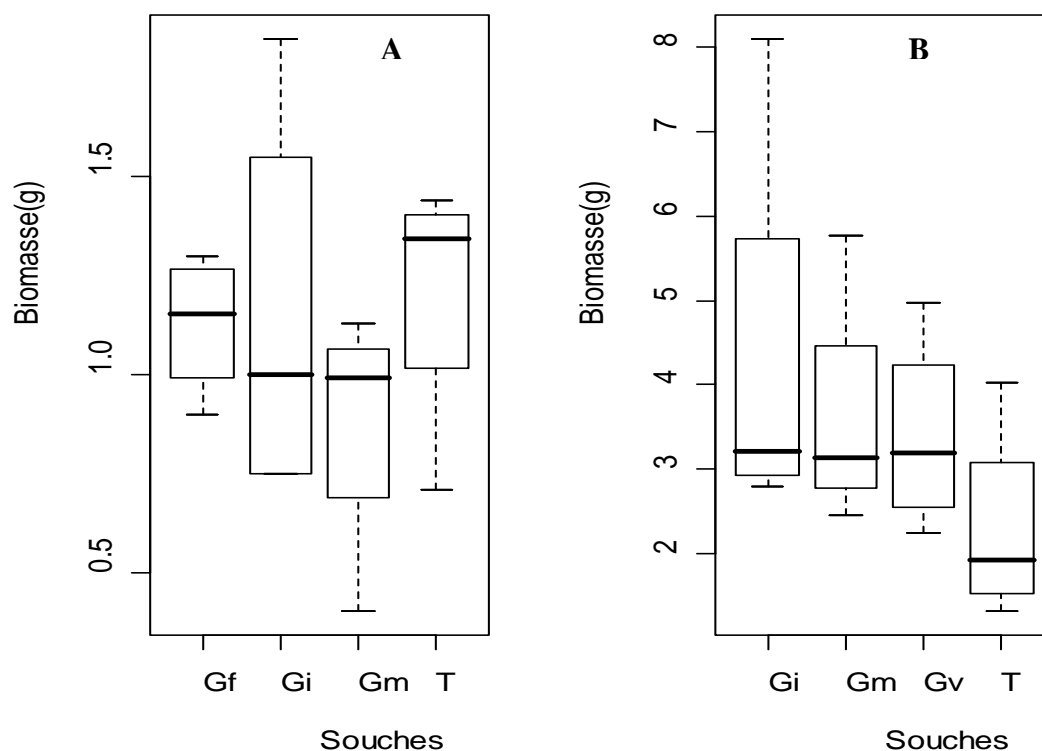 A
Biomasse(g)
1.5
1.0
0.5
Gf Gi Gm T
Souches
B
Biomasse(g)
8
7
6
5
4
3
2
Gi Gm Gv T
Souches